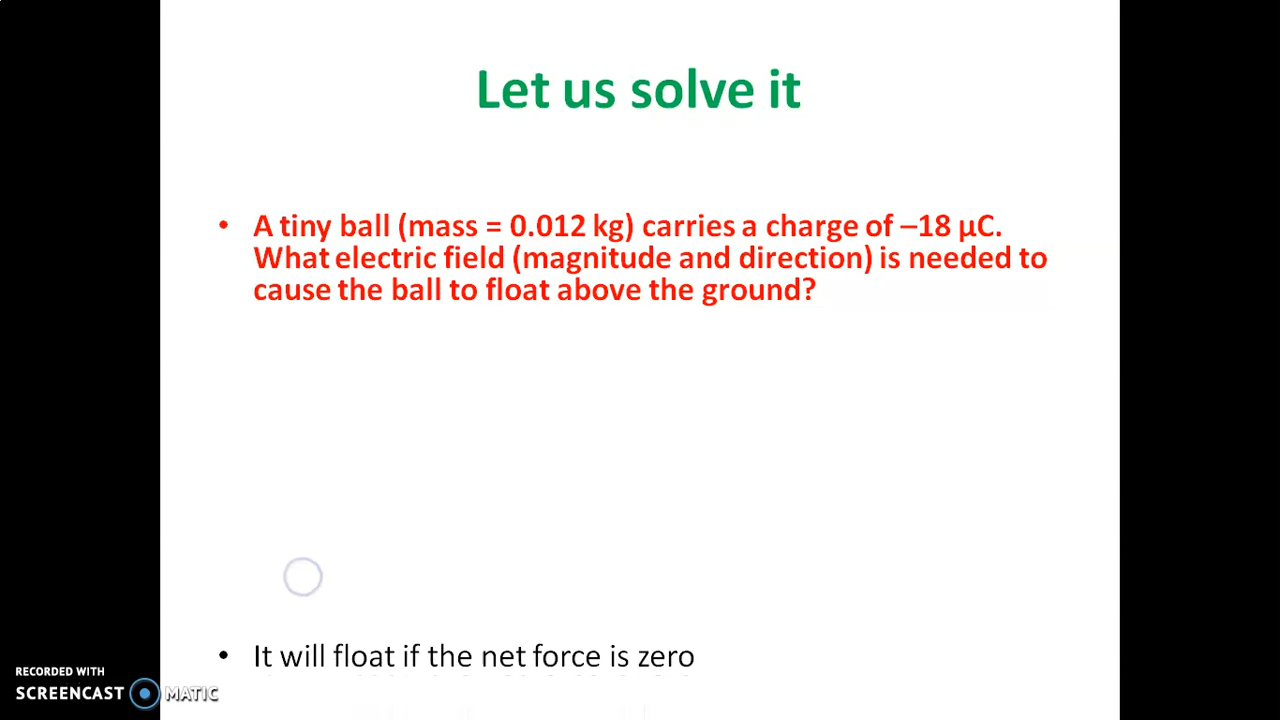 Let us solve it
• A tiny ball (mass = 0.012 kg) carries a charge of –18 µC.
What electric field (magnitude and direction) is needed to
cause the ball to float above the ground?
• It will float if the net force is zero
RECORDED WITH
SCREENCAST MATIC